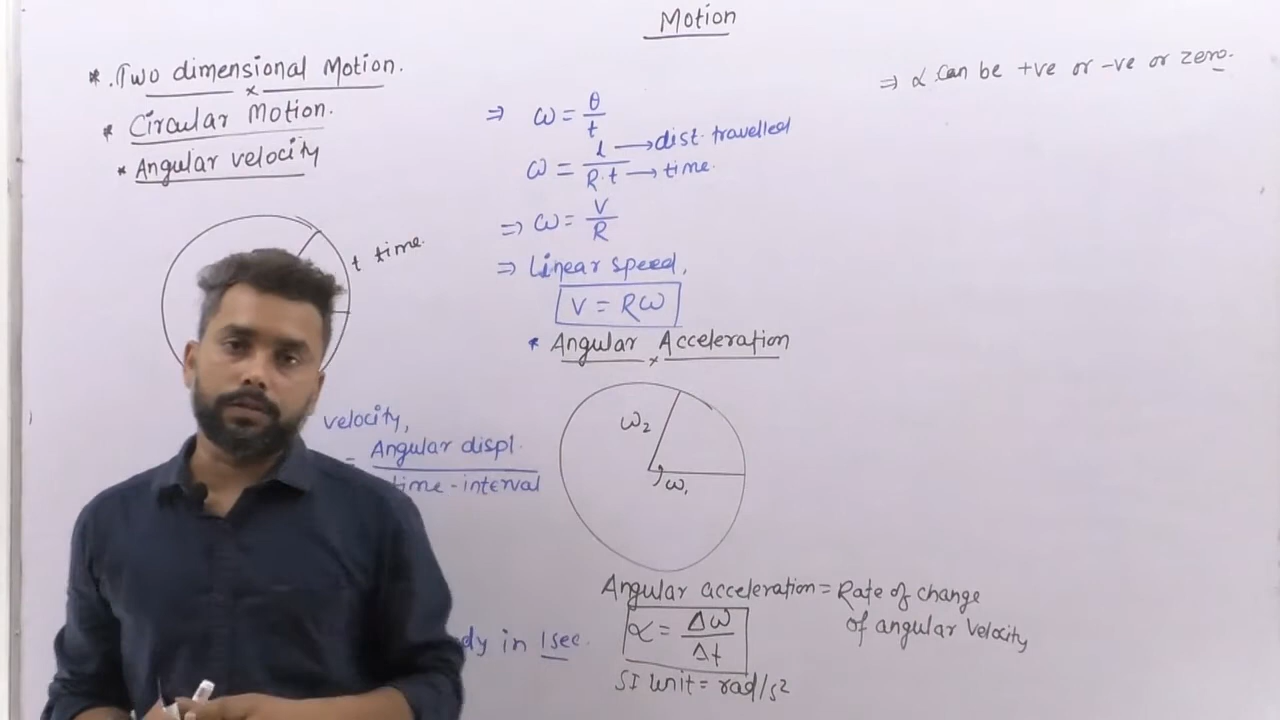 Motion
* Two dimensional Motion.
* Circular Motion.
* Angular velocity
t time.
velocity,
= Angular displ.
time-interval
dy in 1sec.
⇒ ω = θ/t
ω = l/R·t → dist. travelled
→ time.
⇒ ω = V/R
⇒ Linear speed,
V = Rω
* Angular Acceleration
ω₂
ω₁
Angular acceleration = Rate of change
of angular velocity
α = Δω/Δt
SI Unit = rad/s²
⇒ α can be +ve or -ve or zero.